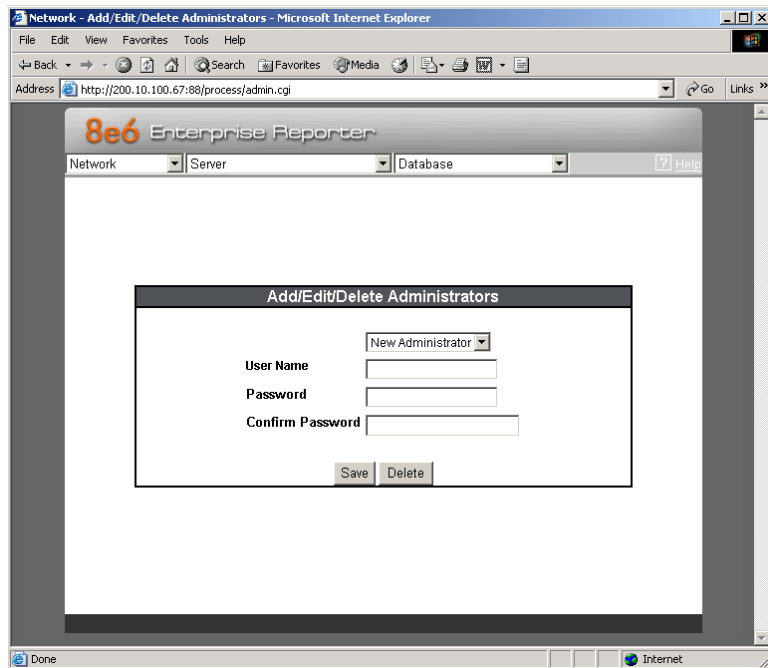 Network - Add/Edit/Delete Administrators - Microsoft Internet Explorer
File Edit View Favorites Tools Help
Back Search Favorites Media
Address http://200.10.100.67:88/process/admin.cgi Go Links »
8e6 Enterprise Reporter
Network Server Database ? Help
Add/Edit/Delete Administrators
New Administrator
User Name
Password
Confirm Password
Save Delete
Done Internet